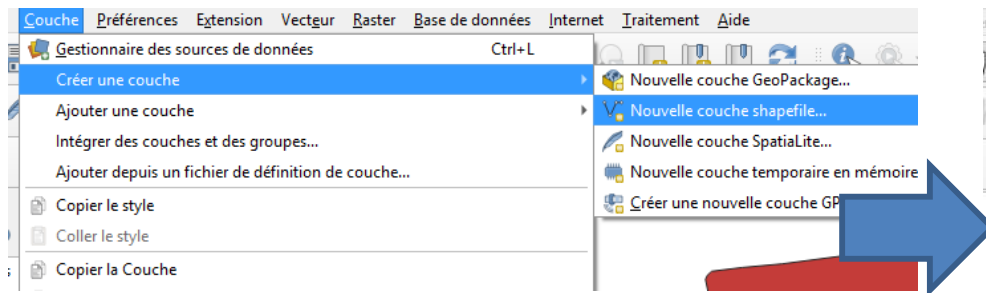 Couche Préférences Extension Vecteur Raster Base de données Internet Traitement Aide
Gestionnaire des sources de données Ctrl+L
Créer une couche
Ajouter une couche
Intégrer des couches et des groupes...
Ajouter depuis un fichier de définition de couche...
Copier le style
Coller le style
Copier la Couche
Nouvelle couche GeoPackage...
Nouvelle couche shapefile...
Nouvelle couche SpatiaLite...
Nouvelle couche temporaire en mémoire
Créer une nouvelle couche GP